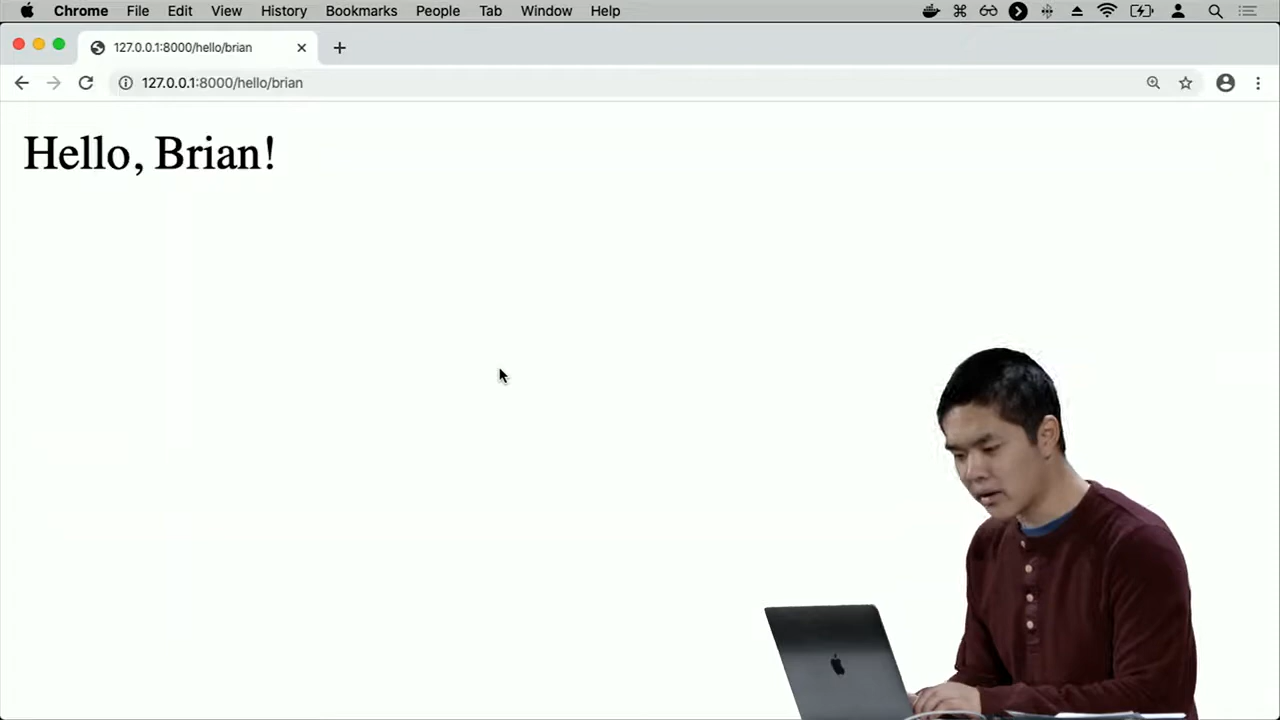 Chrome File Edit View History Bookmarks People Tab Window Help
127.0.0.1:8000/hello/brian
127.0.0.1:8000/hello/brian
Hello, Brian!